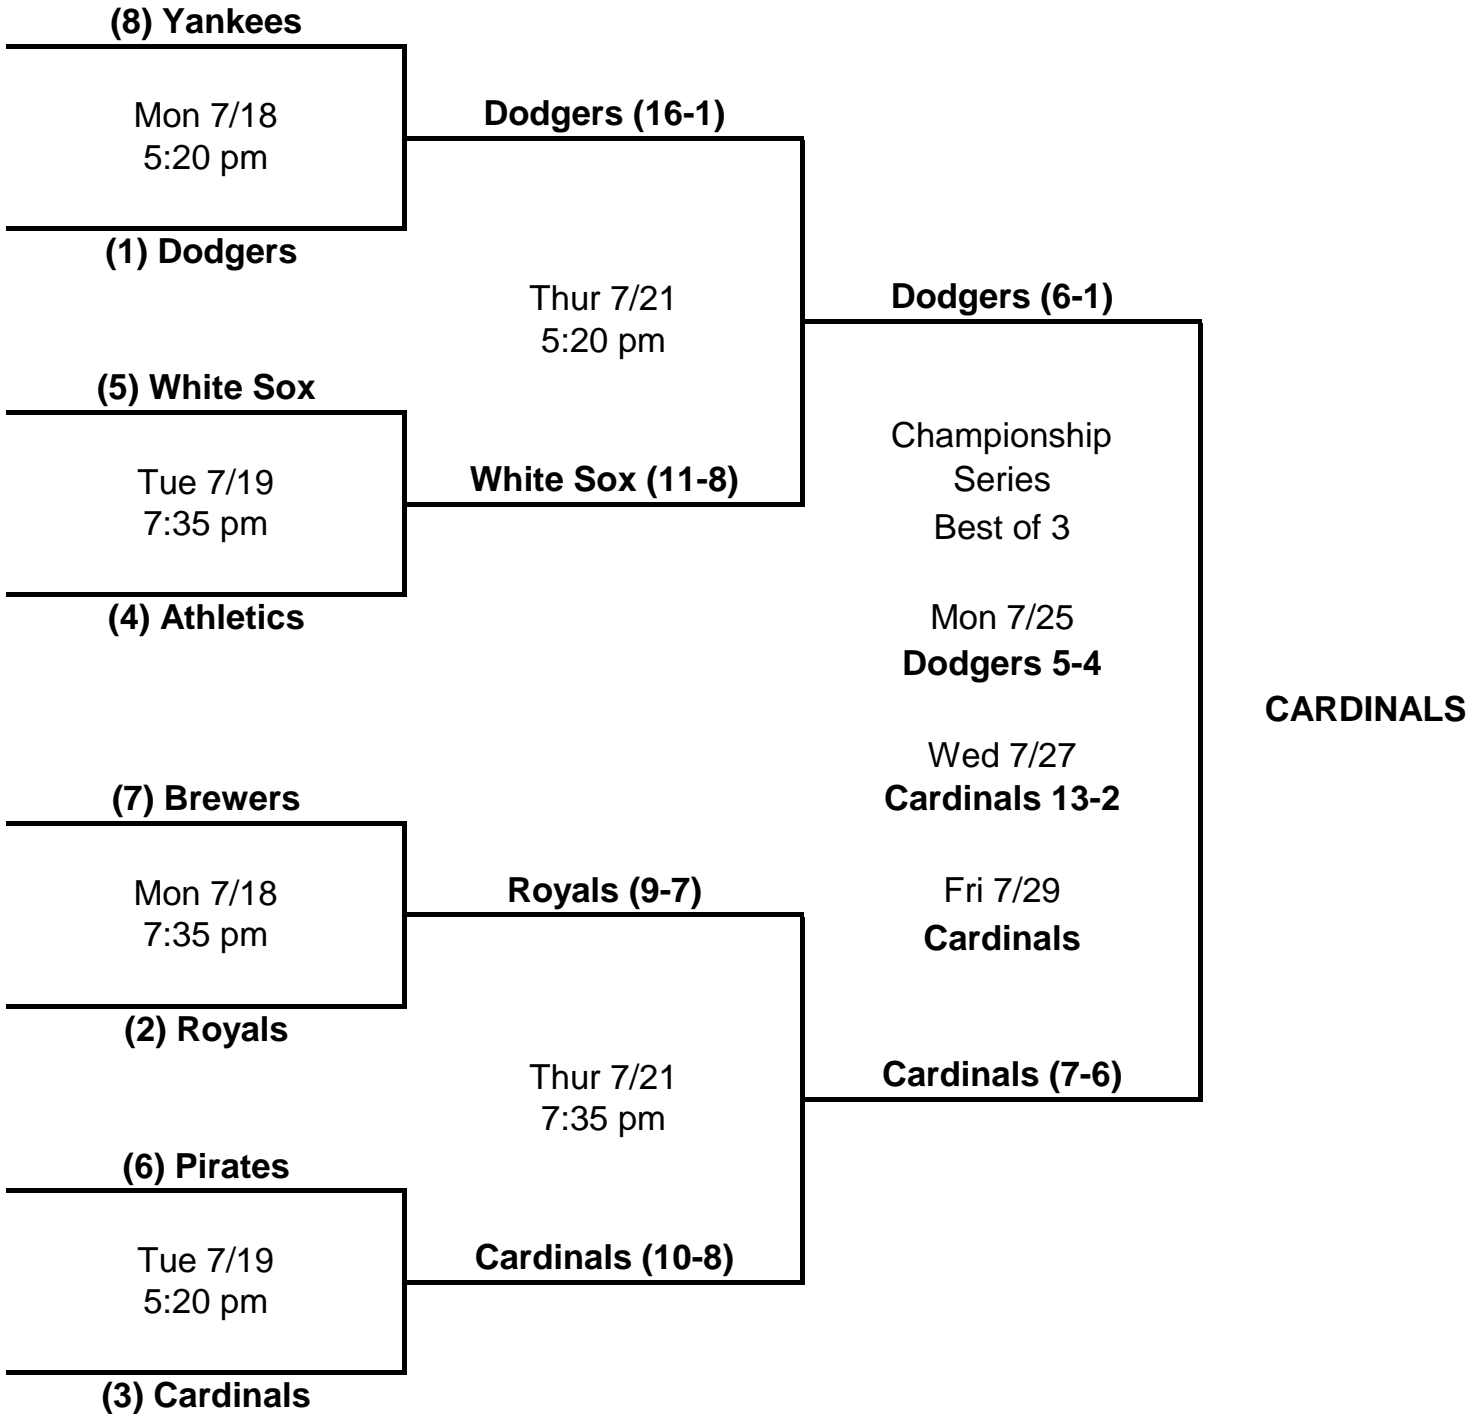 (8) Yankees
Mon 7/18
5:20 pm
(1) Dodgers
Dodgers (16-1)
(5) White Sox
Tue 7/19
7:35 pm
(4) Athletics
White Sox (11-8)
Thur 7/21
5:20 pm
Dodgers (6-1)
(7) Brewers
Mon 7/18
7:35 pm
(2) Royals
Royals (9-7)
(6) Pirates
Tue 7/19
5:20 pm
(3) Cardinals
Cardinals (10-8)
Thur 7/21
7:35 pm
Cardinals (7-6)
Championship
Series
Best of 3
Mon 7/25
Dodgers 5-4
Wed 7/27
Cardinals 13-2
Fri 7/29
Cardinals
CARDINALS